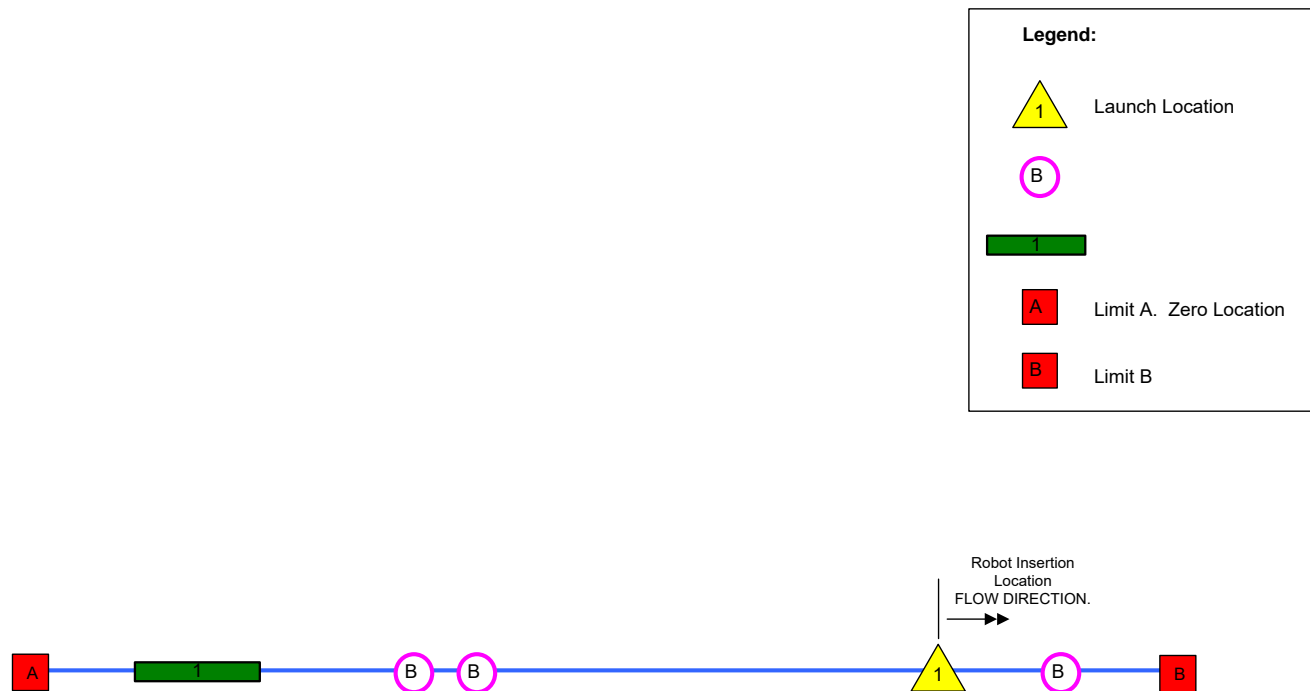 Legend:
1 Launch Location
B
1
A Limit A. Zero Location
B Limit B
Robot Insertion
Location
FLOW DIRECTION.
A 1 B B 1 B B